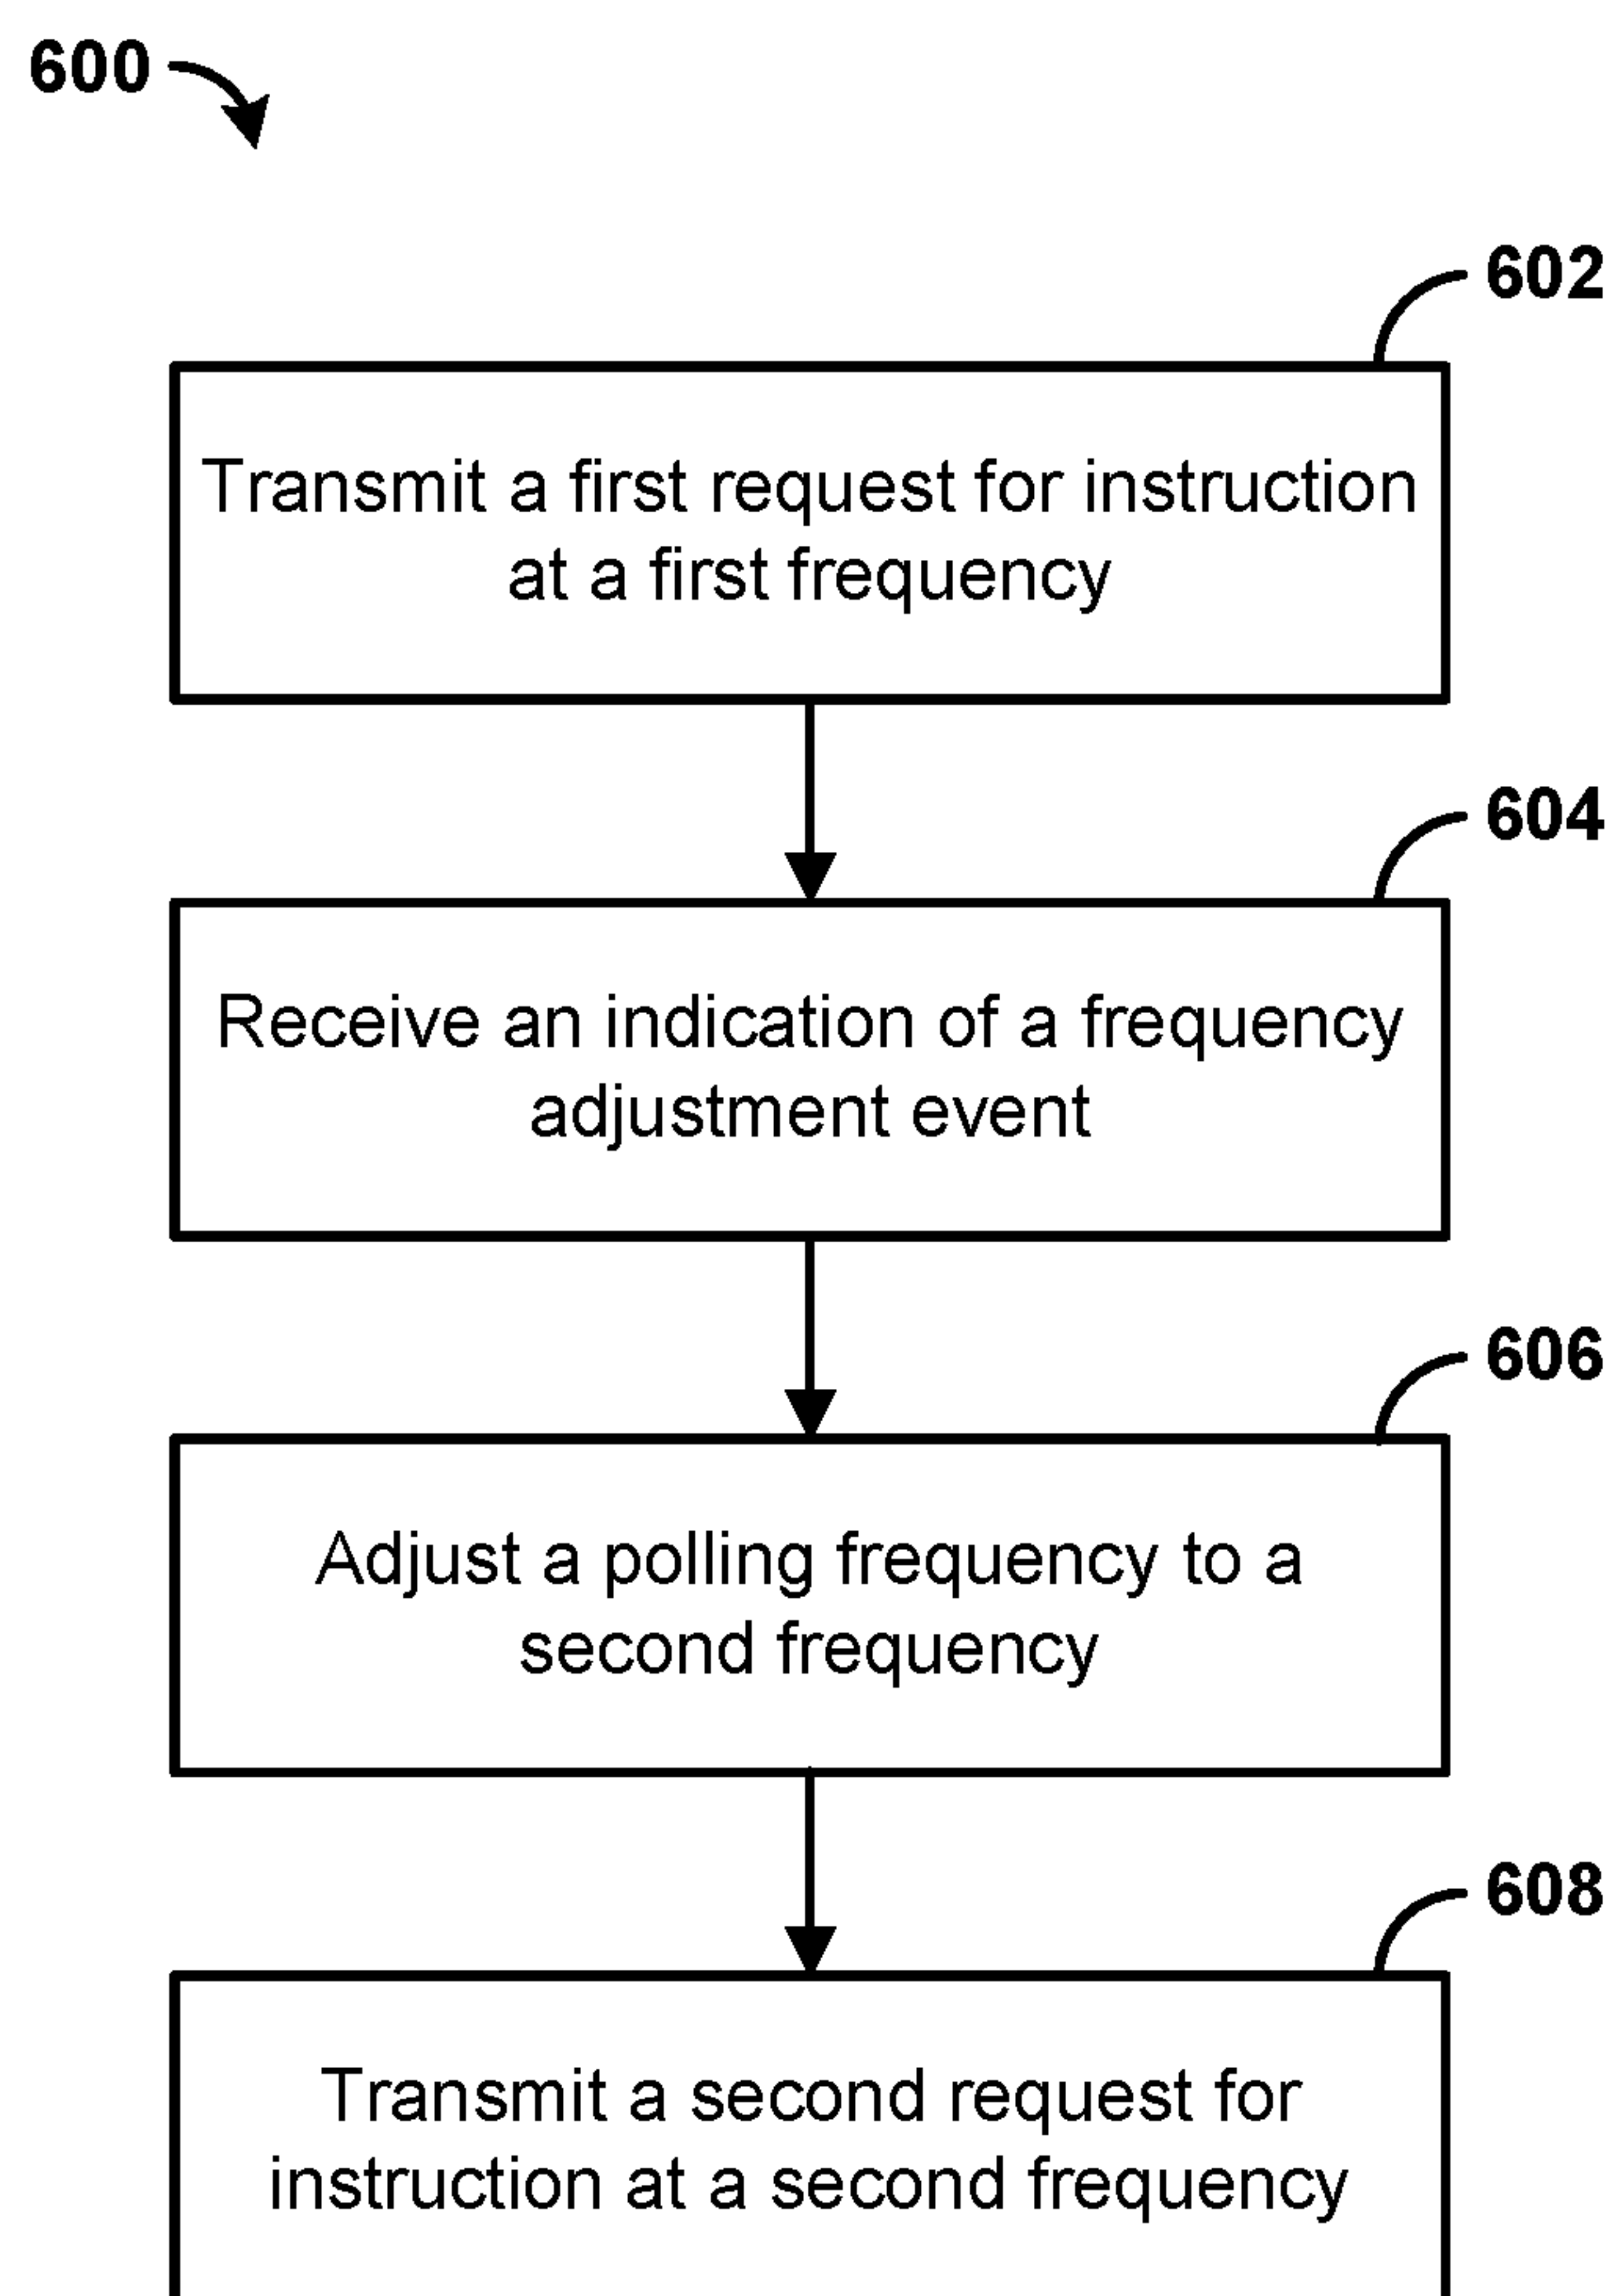 600
602
Transmit a first request for instruction
at a first frequency
604
Receive an indication of a frequency
adjustment event
606
Adjust a polling frequency to a
second frequency
608
Transmit a second request for
instruction at a second frequency